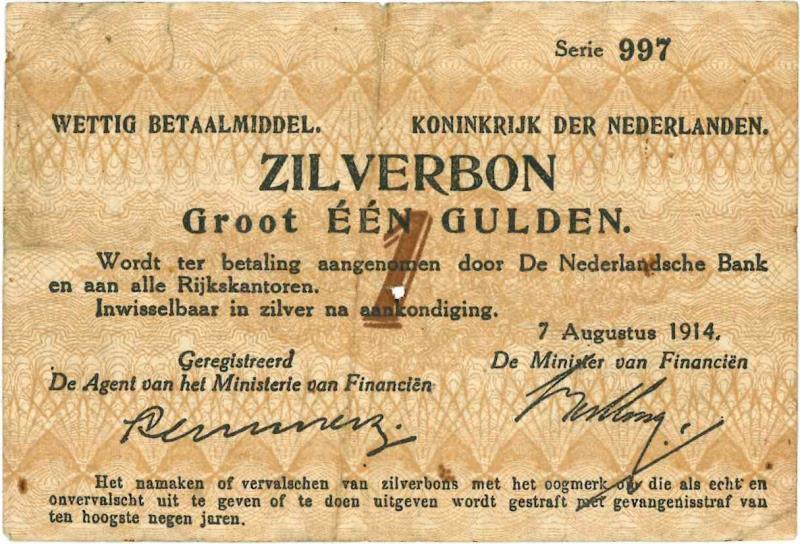 Serie 997
WETTIG BETAALMIDDEL. KONINKRIJK DER NEDERLANDEN.
ZILVERBON
Groot ÉÉN GULDEN.
1
Wordt ter betaling aangenomen door De Nederlandsche Bank
en aan alle Rijkskantoren.
Inwisselbaar in zilver na aankondiging.
7 Augustus 1914.
Geregistreerd
De Agent van het Ministerie van Financiën
De Minister van Financiën
Het namaken of vervalschen van zilverbons met het oogmerk om die als echt en
onvervalscht uit te geven of te doen uitgeven wordt gestraft met gevangenisstraf van
ten hoogste negen jaren.